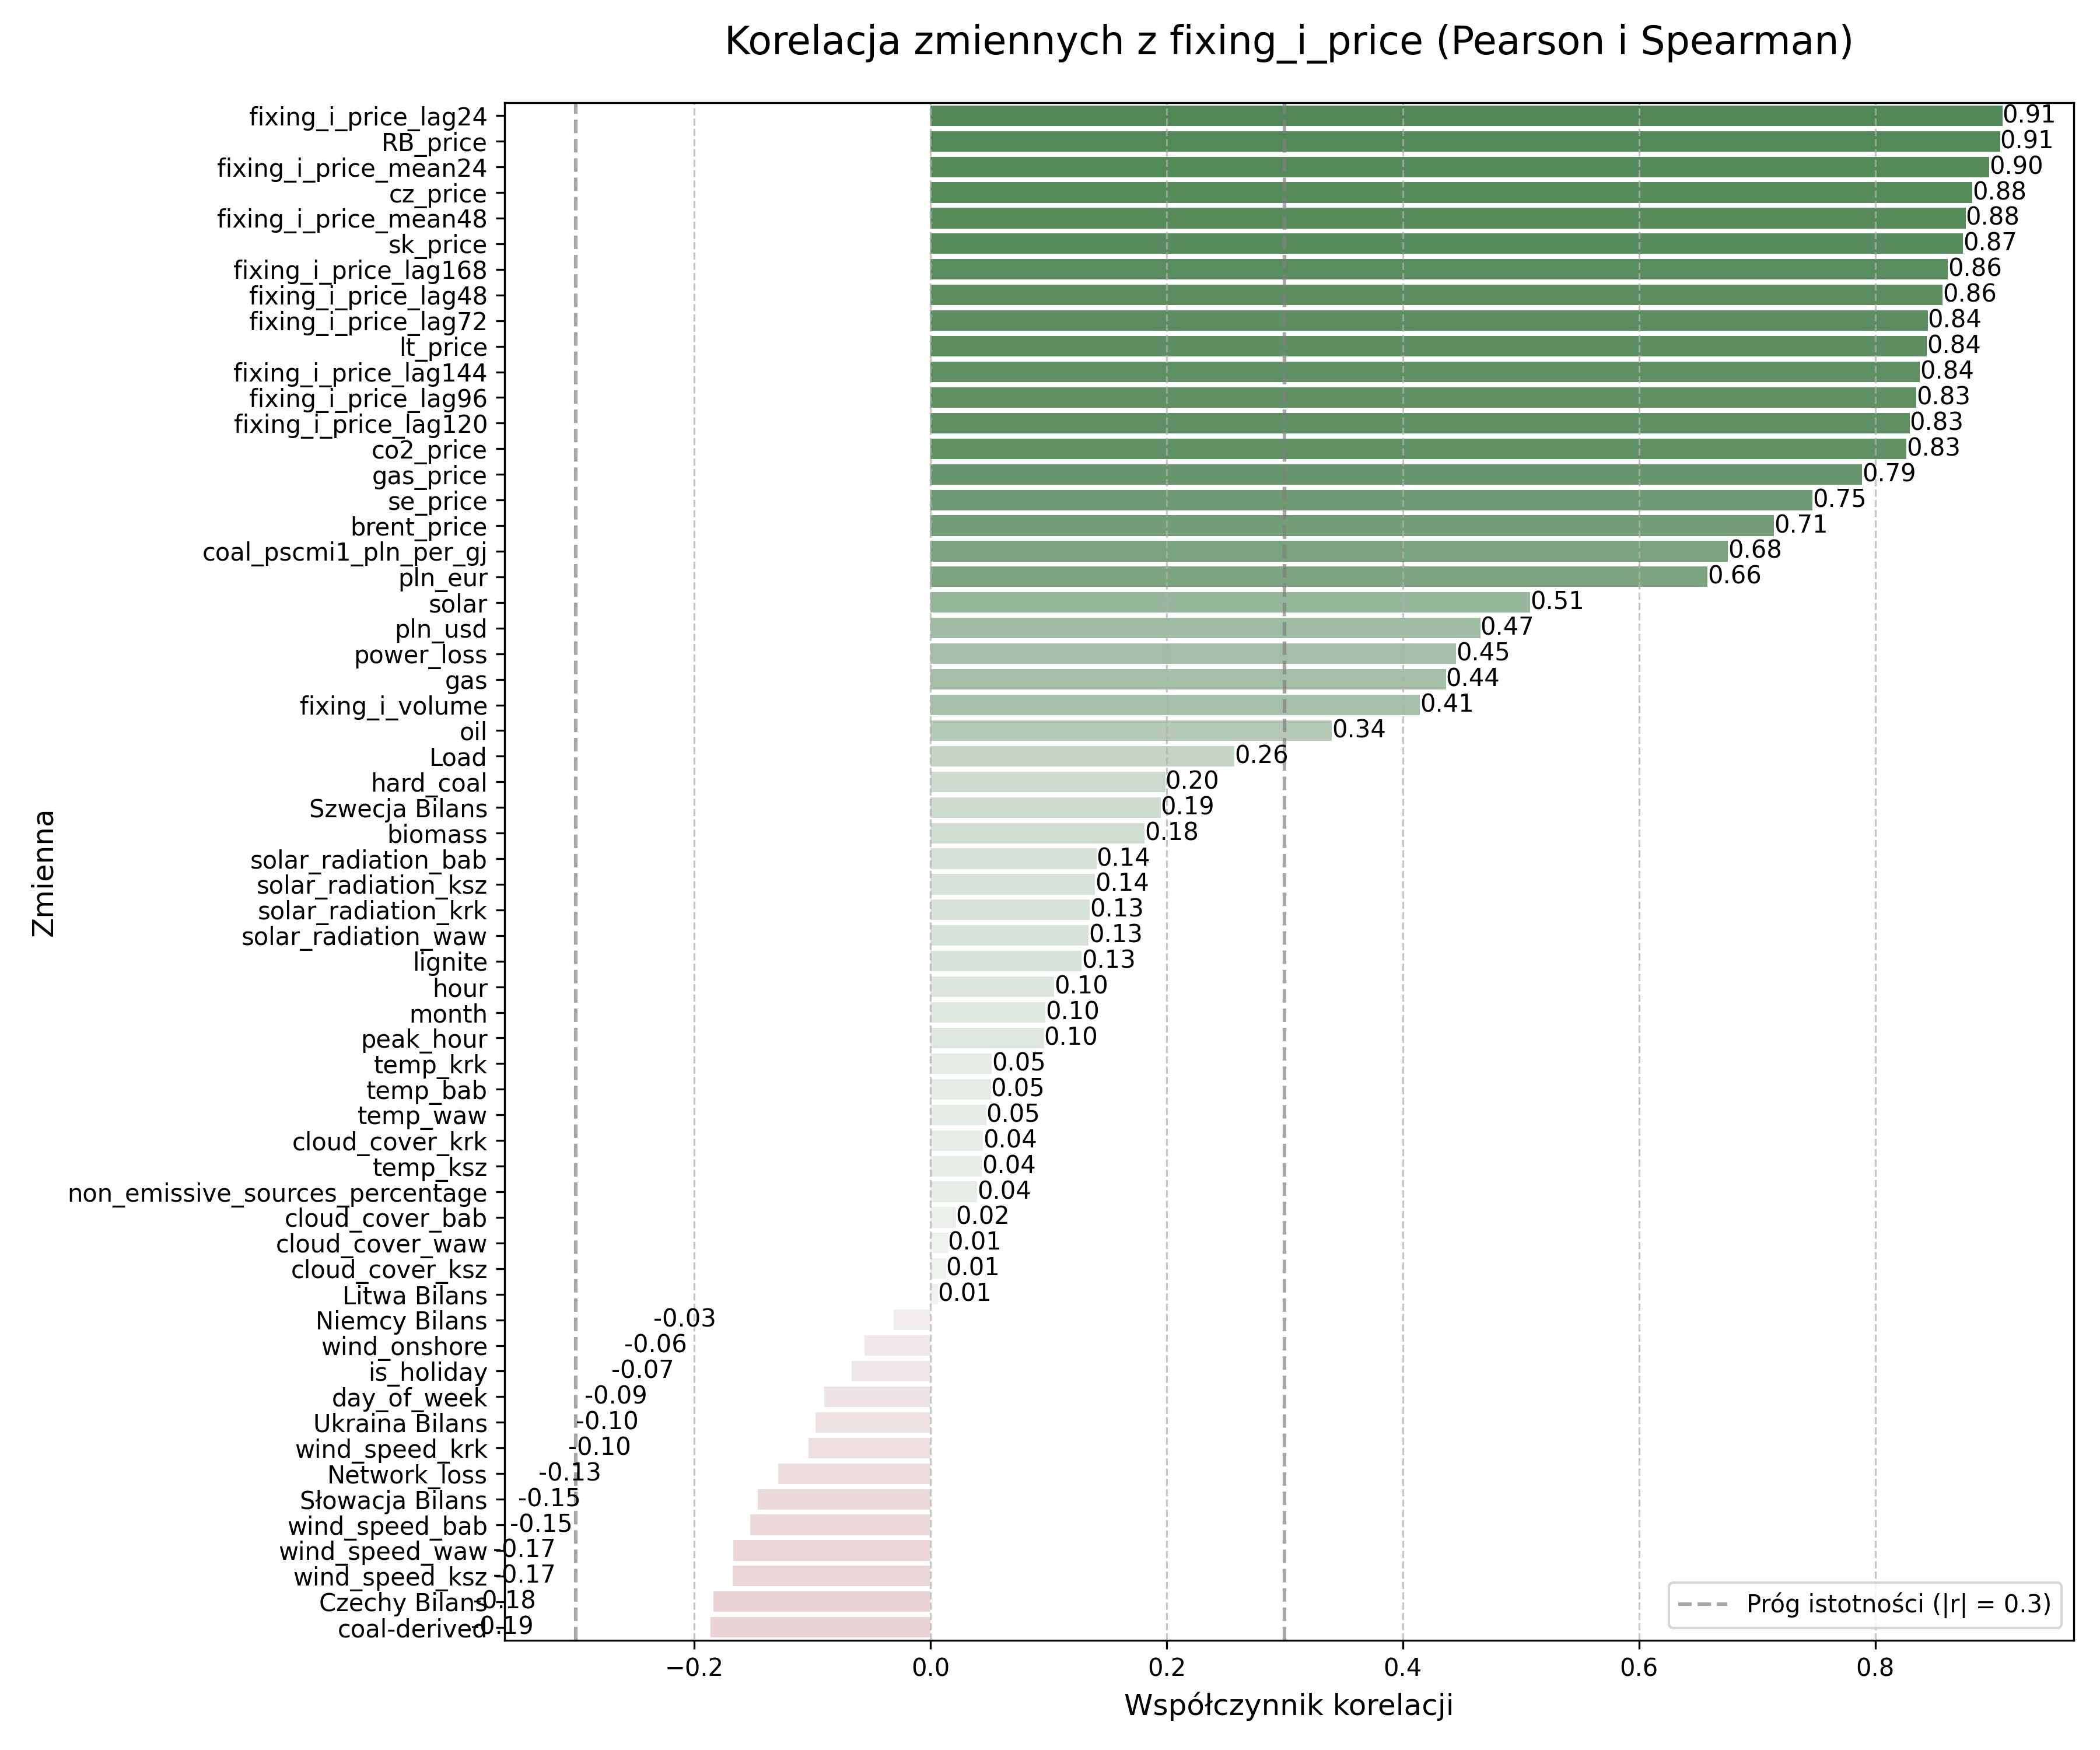 Korelacja zmiennych z fixing_i_price (Pearson i Spearman)
fixing_i_price_lag24 0.91
RB_price 0.91
fixing_i_price_mean24 0.90
cz_price 0.88
fixing_i_price_mean48 0.88
sk_price 0.87
fixing_i_price_lag168 0.86
fixing_i_price_lag48 0.86
fixing_i_price_lag72 0.84
lt_price 0.84
fixing_i_price_lag144 0.84
fixing_i_price_lag96 0.83
fixing_i_price_lag120 0.83
co2_price 0.83
gas_price 0.79
se_price 0.75
brent_price 0.71
coal_pscmi1_pln_per_gj 0.68
pln_eur 0.66
solar 0.51
pln_usd 0.47
power_loss 0.45
gas 0.44
fixing_i_volume 0.41
oil 0.34
Load 0.26
hard_coal 0.20
Szwecja Bilans 0.19
biomass 0.18
solar_radiation_bab 0.14
solar_radiation_ksz 0.14
solar_radiation_krk 0.13
solar_radiation_waw 0.13
lignite 0.13
hour 0.10
month 0.10
peak_hour 0.10
temp_krk 0.05
temp_bab 0.05
temp_waw 0.05
cloud_cover_krk 0.04
temp_ksz 0.04
non_emissive_sources_percentage 0.04
cloud_cover_bab 0.02
cloud_cover_waw 0.01
cloud_cover_ksz 0.01
Litwa Bilans 0.01
Niemcy Bilans -0.03
wind_onshore -0.06
is_holiday -0.07
day_of_week -0.09
Ukraina Bilans -0.10
wind_speed_krk -0.10
Network_loss -0.13
Słowacja Bilans -0.15
wind_speed_bab -0.15
wind_speed_waw -0.17
wind_speed_ksz -0.17
Czechy Bilans -0.18
coal-derived -0.19
Zmienna
Próg istotności (|r| = 0.3)
−0.2 0.0 0.2 0.4 0.6 0.8
Współczynnik korelacji